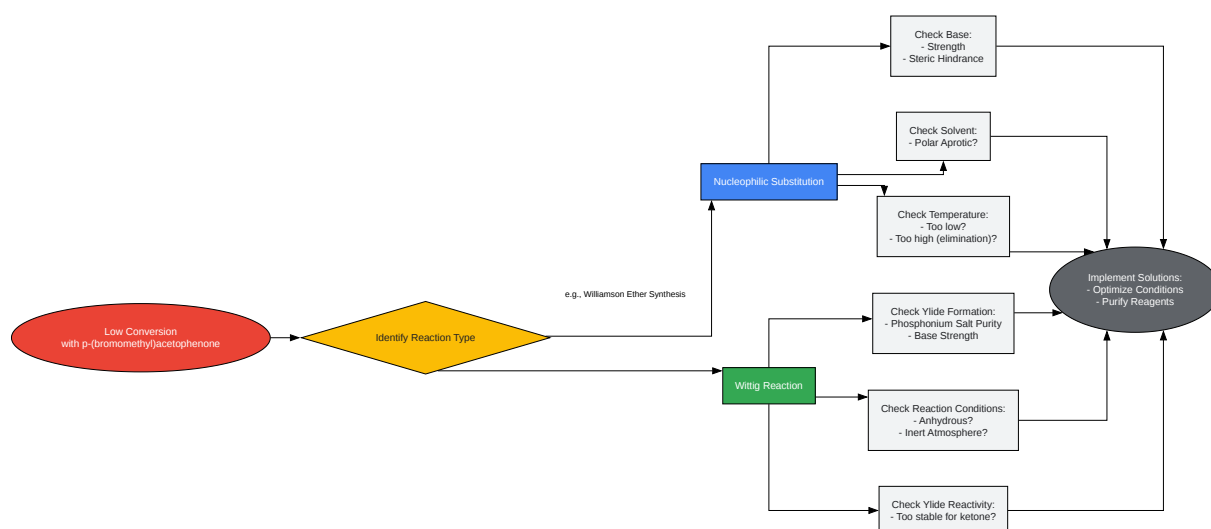 Check Base:
- Strength
- Steric Hindrance
Check Solvent:
- Polar Aprotic?
Nucleophilic Substitution
Check Temperature:
- Too low?
- Too high (elimination)?
Implement Solutions:
- Optimize Conditions
- Purify Reagents
e.g., Williamson Ether Synthesis
Check Ylide Formation:
- Phosphonium Salt Purity
- Base Strength
Low Conversion
with p-(bromomethyl)acetophenone
Identify Reaction Type
Wittig Reaction
Check Reaction Conditions:
- Anhydrous?
- Inert Atmosphere?
Check Ylide Reactivity:
- Too stable for ketone?